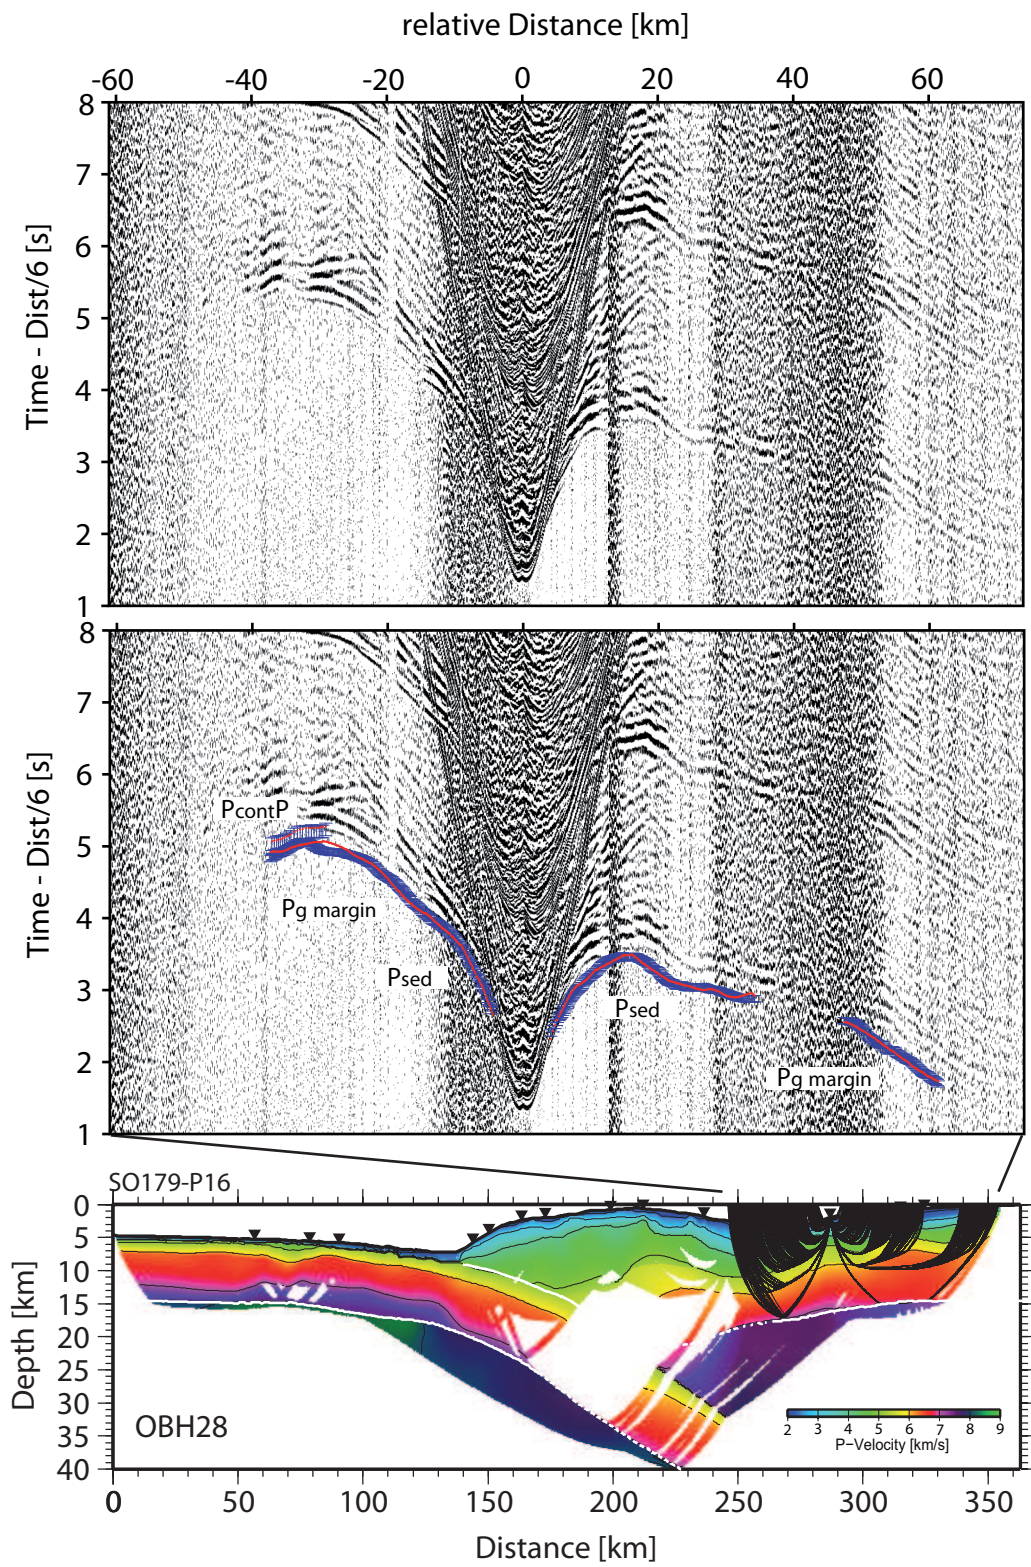 relative Distance [km]
-60 -40 -20 0 20 40 60
8
7
6
5
4
3
2
1
Time - Dist/6 [s]
8
7
6
5
4
3
2
1
Time - Dist/6 [s]
PcontP
Pg margin
Psed
Psed
Pg margin
SO179-P16
0
5
10
15
20
25
30
35
40
Depth [km]
OBH28
2 3 4 5 6 7 8 9
P-Velocity [km/s]
0 50 100 150 200 250 300 350
Distance [km]